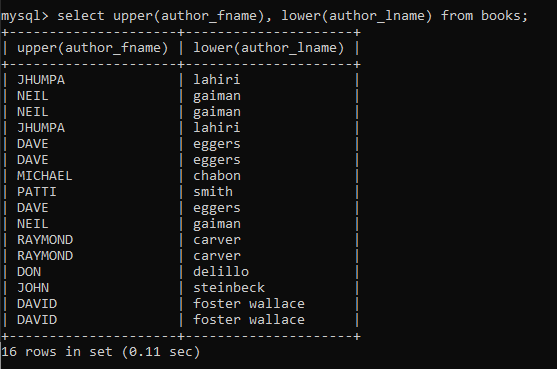 mysql> select upper(author_fname), lower(author_lname) from books;
+---------------------+---------------------+
| upper(author_fname) | lower(author_lname) |
+---------------------+---------------------+
| JHUMPA              | lahiri              |
| NEIL                | gaiman              |
| NEIL                | gaiman              |
| JHUMPA              | lahiri              |
| DAVE                | eggers              |
| DAVE                | eggers              |
| MICHAEL             | chabon              |
| PATTI               | smith               |
| DAVE                | eggers              |
| NEIL                | gaiman              |
| RAYMOND             | carver              |
| RAYMOND             | carver              |
| DON                 | delillo             |
| JOHN                | steinbeck           |
| DAVID               | foster wallace      |
| DAVID               | foster wallace      |
+---------------------+---------------------+
16 rows in set (0.11 sec)